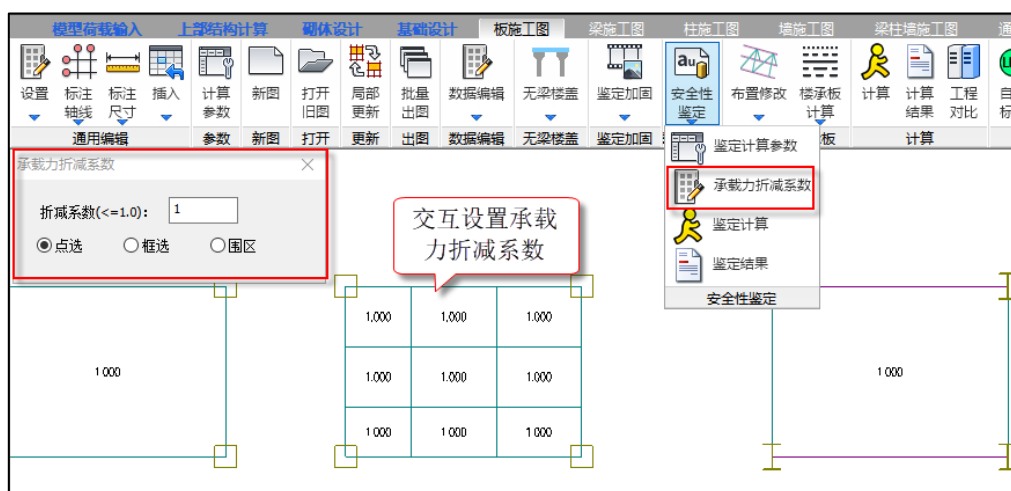 模型荷载输入 上部结构计算 砌体设计 基础设计 板施工图 梁施工图 柱施工图 墙施工图 梁柱墙施工图
设置 标注轴线 标注尺寸 插入 计算参数 新图 打开旧图 局部更新 批量出图 数据编辑 无梁楼盖 鉴定加固 安全性鉴定 布置修改 楼承板计算 计算 计算结果 工程对比
通用编辑 参数 新图 打开 更新 出图 数据编辑 无梁楼盖 鉴定加固 板 计算
鉴定计算参数
承载力折减系数
鉴定计算
鉴定结果
安全性鉴定
承载力折减系数
折减系数(<=1.0): 1
点选 框选 围区
交互设置承载
力折减系数
1.000 1.000 1.000
1.000 1.000 1.000 1.000 1.000
1.000 1.000 1.000